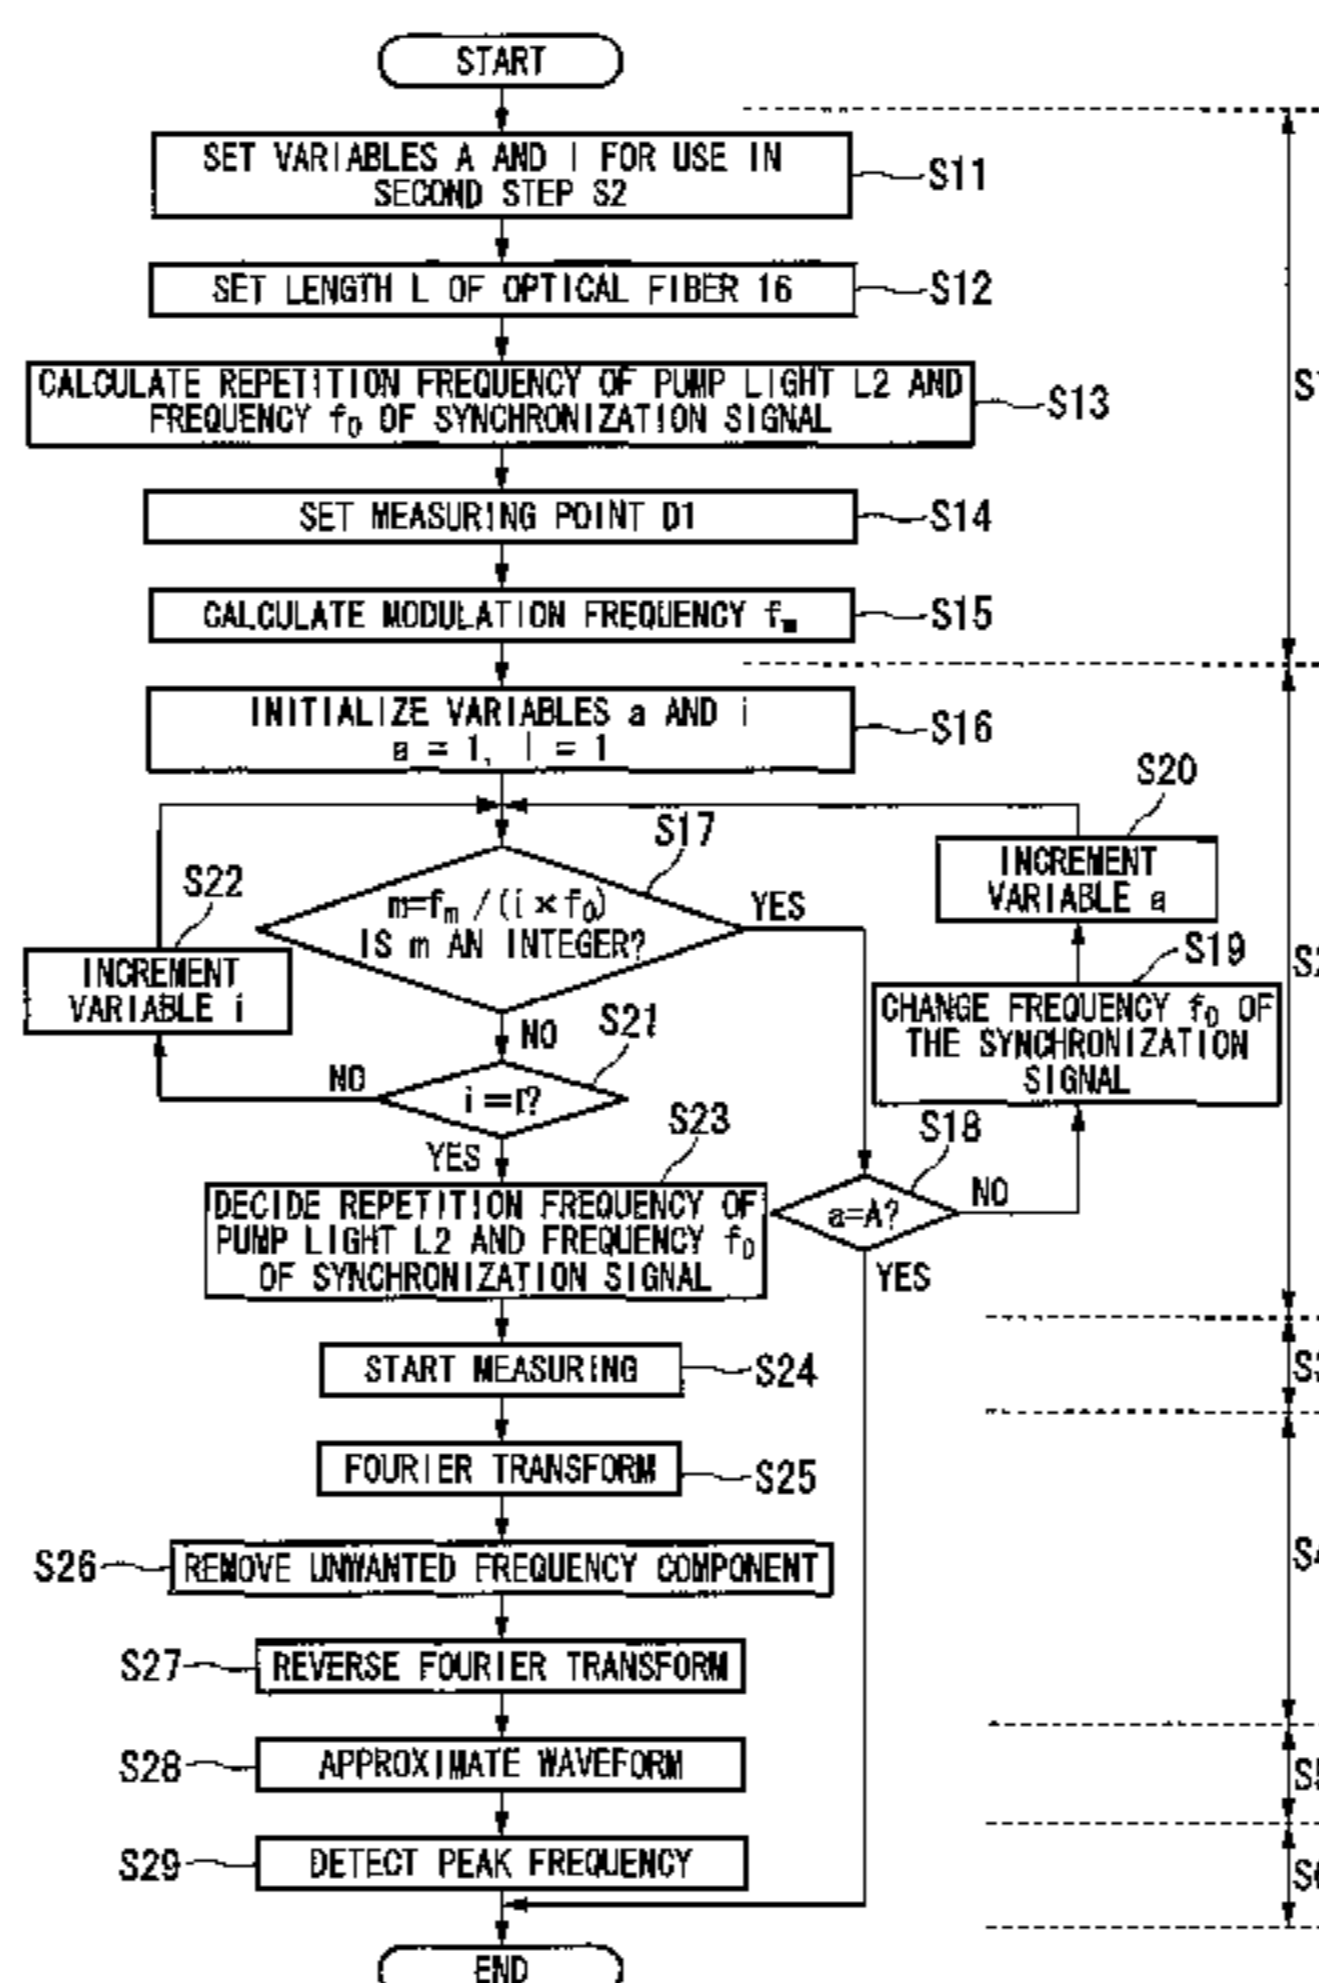 START
SET VARIABLES A AND I FOR USE IN
SECOND STEP S2
S11
SET LENGTH L OF OPTICAL FIBER 16
S12
CALCULATE REPETITION FREQUENCY OF PUMP LIGHT L2 AND
FREQUENCY f0 OF SYNCHRONIZATION SIGNAL
S13
SET MEASURING POINT D1
S14
CALCULATE MODULATION FREQUENCY fm
S15
INITIALIZE VARIABLES a AND i
a = 1, i = 1
S16
S20
INCREMENT
VARIABLE a
S17
m=fm /(i×f0)
IS m AN INTEGER?
YES
NO
S22
INCREMENT
VARIABLE i
S19
CHANGE FREQUENCY f0 OF
THE SYNCHRONIZATION
SIGNAL
S21
i=I?
NO
YES
S18
a=A?
NO
YES
S23
DECIDE REPETITION FREQUENCY OF
PUMP LIGHT L2 AND FREQUENCY f0
OF SYNCHRONIZATION SIGNAL
START MEASURING
S24
FOURIER TRANSFORM
S25
S26
REMOVE UNWANTED FREQUENCY COMPONENT
S27
REVERSE FOURIER TRANSFORM
S28
APPROXIMATE WAVEFORM
S29
DETECT PEAK FREQUENCY
END